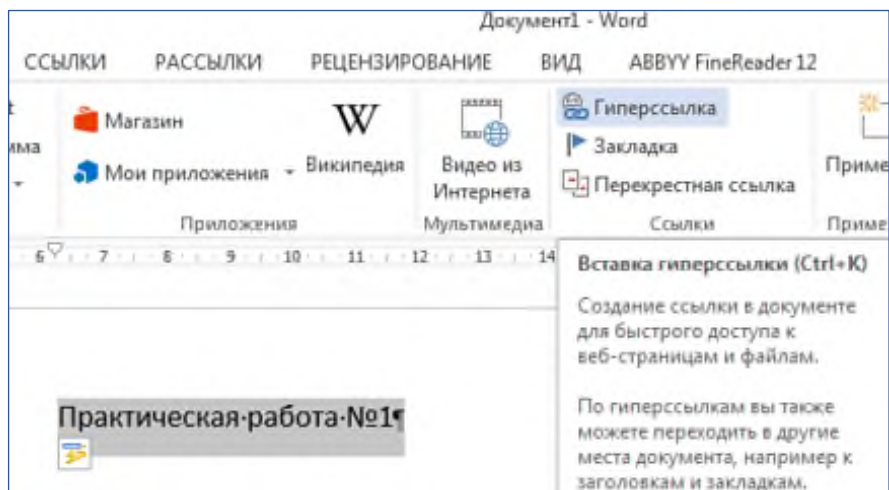 Документ1 - Word
ССЫЛКИ РАССЫЛКИ РЕЦЕНЗИРОВАНИЕ ВИД ABBYY FineReader 12
Магазин
Мои приложения
W
Википедия
Видео из
Интернета
Гиперссылка
Закладка
Перекрестная ссылка
Приме
Приложения Мультимедиа Ссылки Приме
6 7 8 9 10 11 12 13 14
Вставка гиперссылки (Ctrl+K)
Создание ссылки в документе
для быстрого доступа к
веб-страницам и файлам.
По гиперссылкам вы также
можете переходить в другие
места документа, например к
заголовкам и закладкам.
Практическая·работа·№1¶